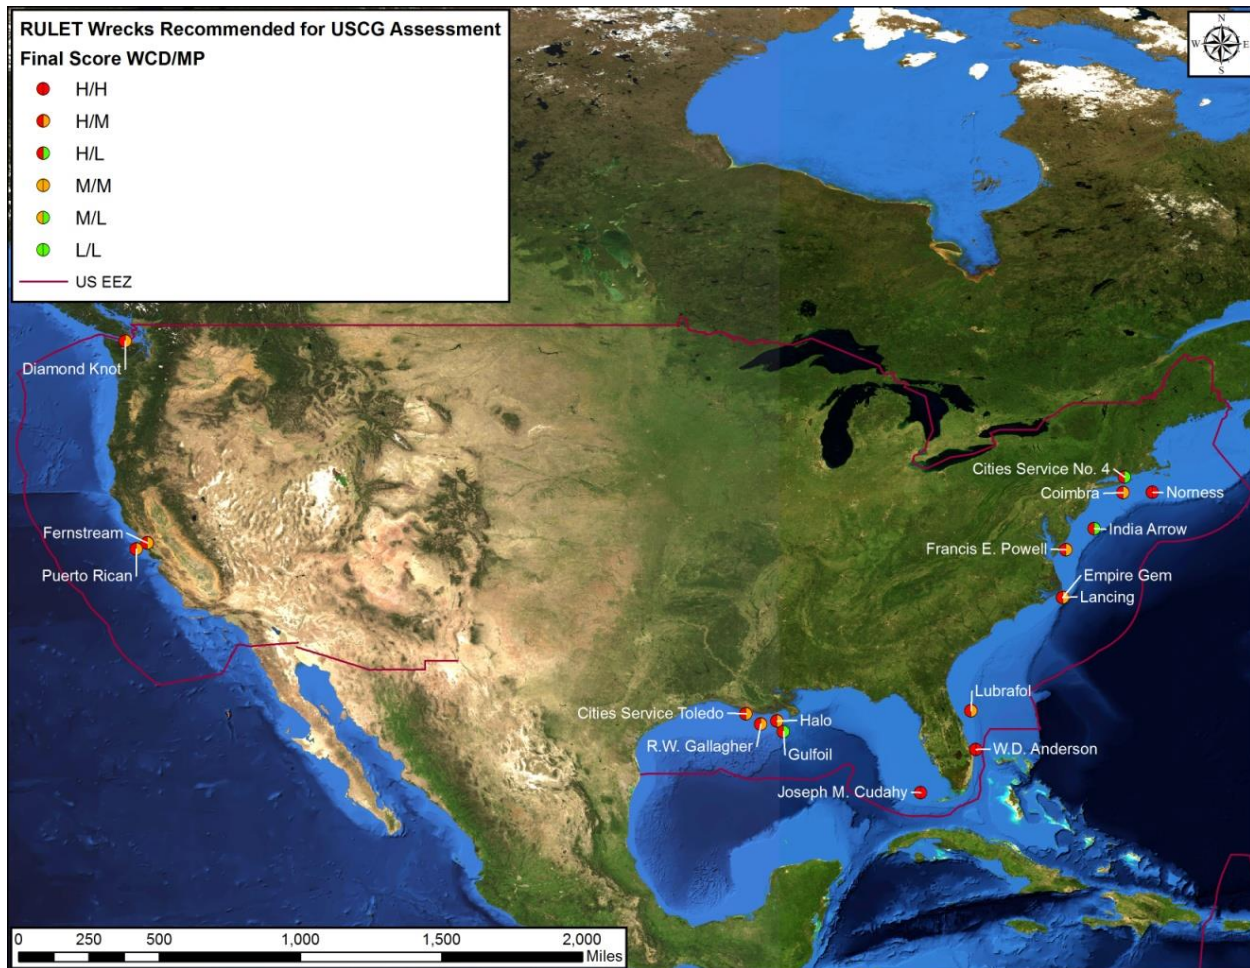 RULET Wrecks Recommended for USCG Assessment
Final Score WCD/MP
H/H
H/M
H/L
M/M
M/L
L/L
US EEZ
N
W E
S
Diamond Knot
Cities Service No. 4
Coimbra
Norness
India Arrow
Fernstream
Francis E. Powell
Puerto Rican
Empire Gem
Lancing
Lubrafol
Cities Service Toledo
Halo
R.W. Gallagher
Gulfoil
W.D. Anderson
Joseph M. Cudahy
0 250 500 1,000 1,500 2,000
Miles